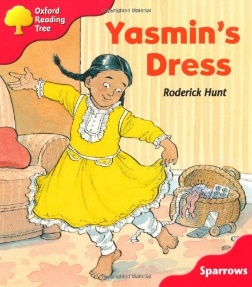 Oxford
Reading
Tree
Yasmin's
Dress
Roderick Hunt
Sparrows